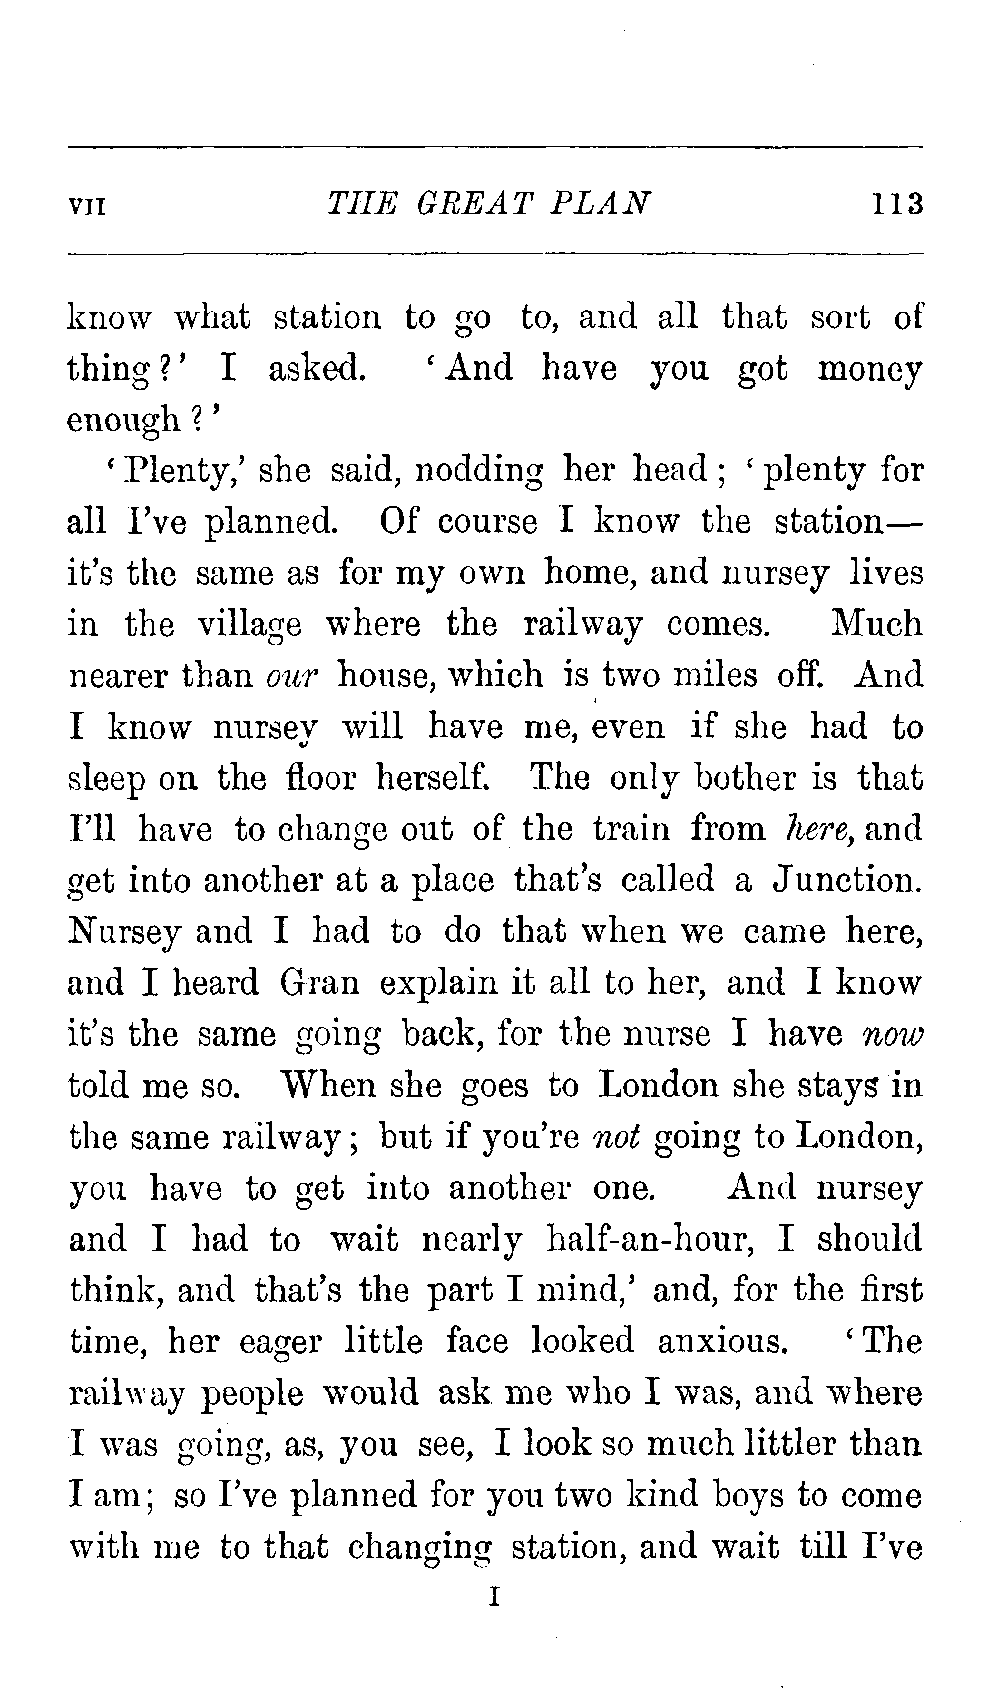 VII THE GREAT PLAN 113
know what station to go to, and all that sort of
thing?' I asked. 'And have you got money
enough?'
'Plenty,' she said, nodding her head; 'plenty for
all I've planned. Of course I know the station—
it's the same as for my own home, and nursey lives
in the village where the railway comes. Much
nearer than our house, which is two miles off. And
I know nursey will have me, even if she had to
sleep on the floor herself. The only bother is that
I'll have to change out of the train from here, and
get into another at a place that's called a Junction.
Nursey and I had to do that when we came here,
and I heard Gran explain it all to her, and I know
it's the same going back, for the nurse I have now
told me so. When she goes to London she stays in
the same railway; but if you're not going to London,
you have to get into another one. And nursey
and I had to wait nearly half-an-hour, I should
think, and that's the part I mind,' and, for the first
time, her eager little face looked anxious. 'The
railway people would ask me who I was, and where
I was going, as, you see, I look so much littler than
I am; so I've planned for you two kind boys to come
with me to that changing station, and wait till I've
I